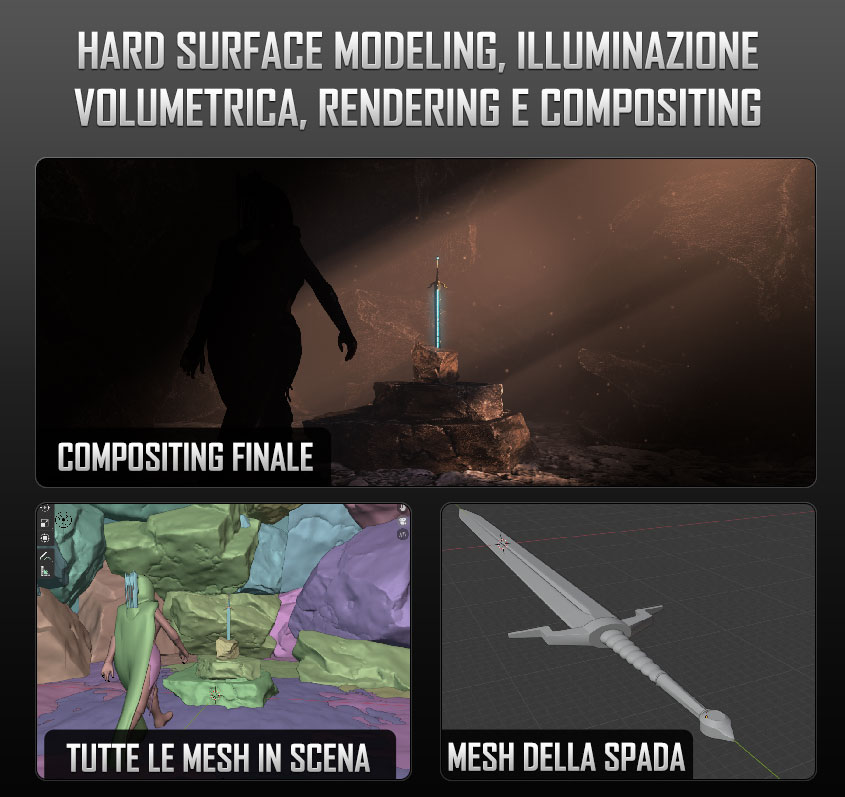 HARD SURFACE MODELING, ILLUMINAZIONE
VOLUMETRICA, RENDERING E COMPOSITING
COMPOSITING FINALE
TUTTE LE MESH IN SCENA
MESH DELLA SPADA